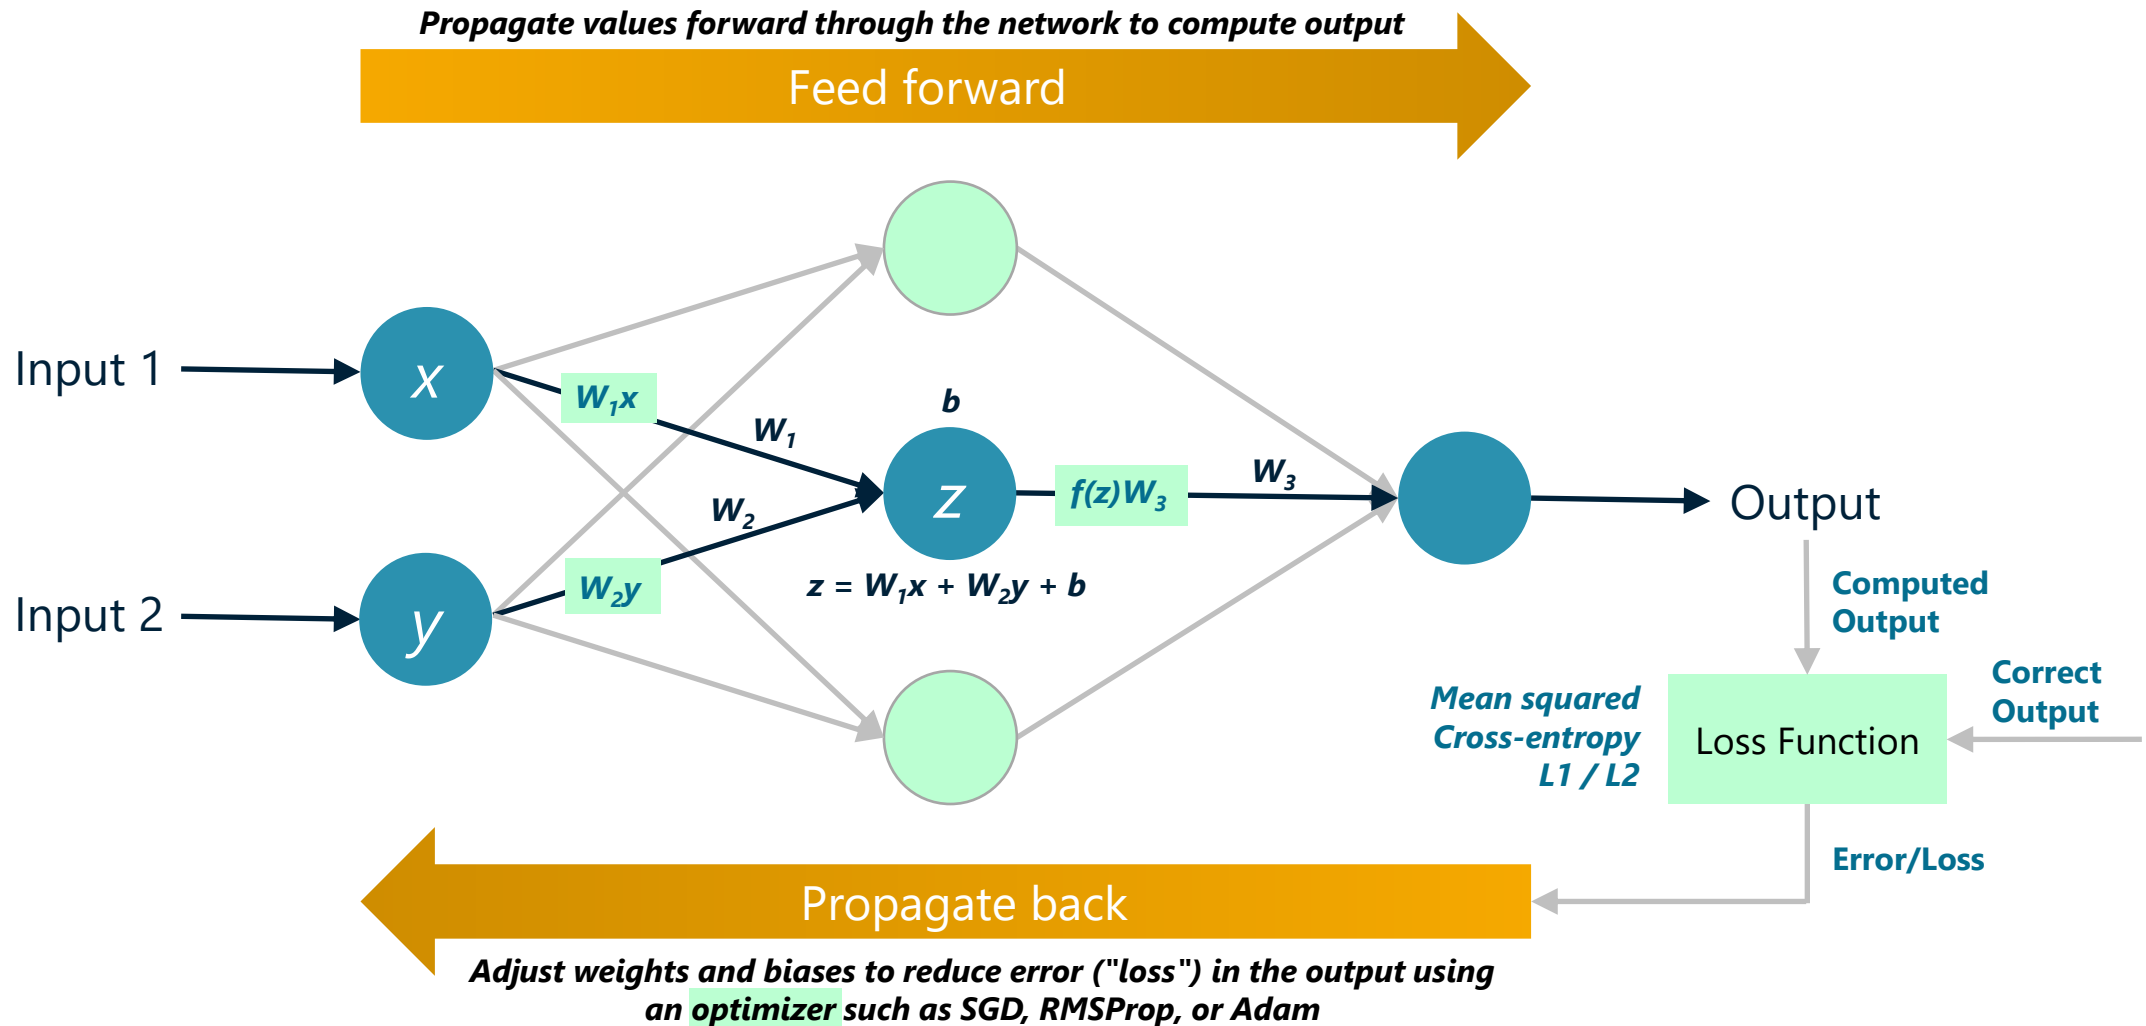 Propagate values forward through the network to compute output
Feed forward
Input 1
x
W₁x
W₁
b
W₂
z
f(z)W₃
W₃
Output
W₂y
z = W₁x + W₂y + b
Input 2
y
Computed
Output
Correct
Output
Mean squared
Cross-entropy
L1 / L2
Loss Function
Error/Loss
Propagate back
Adjust weights and biases to reduce error ("loss") in the output using
an optimizer such as SGD, RMSProp, or Adam